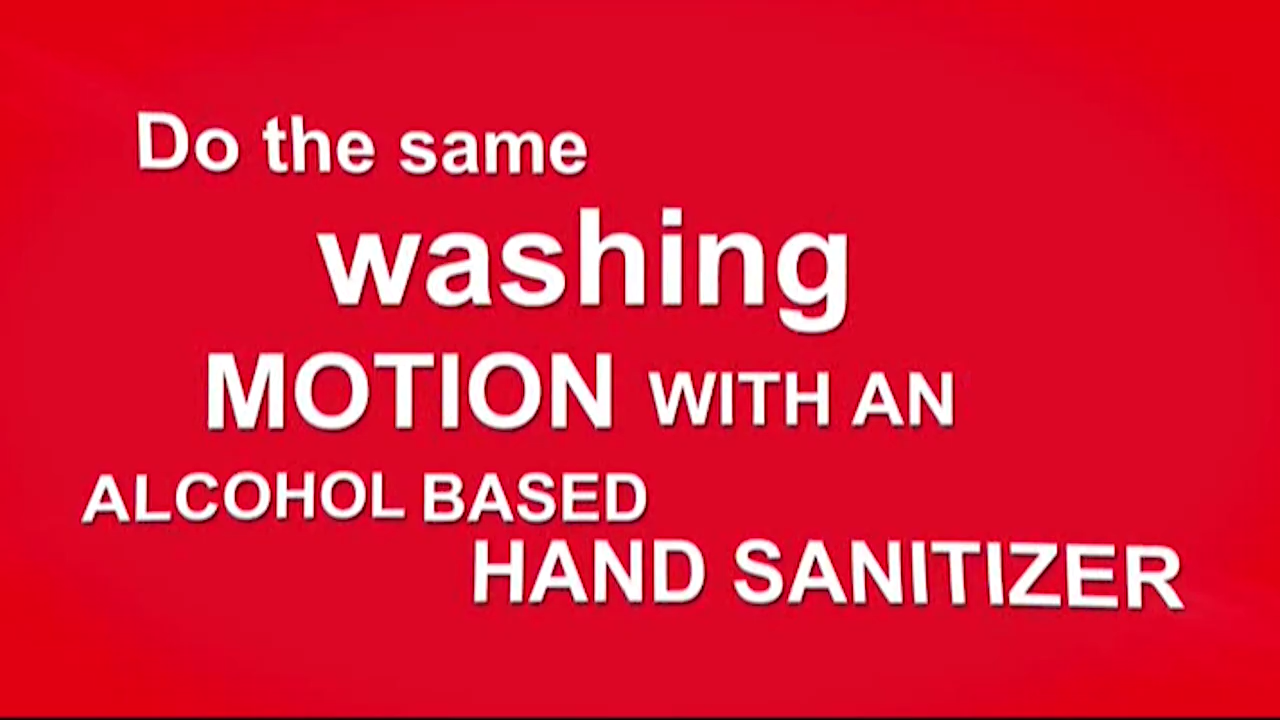 Do the same
washing
MOTION WITH AN
ALCOHOL BASED
HAND SANITIZER